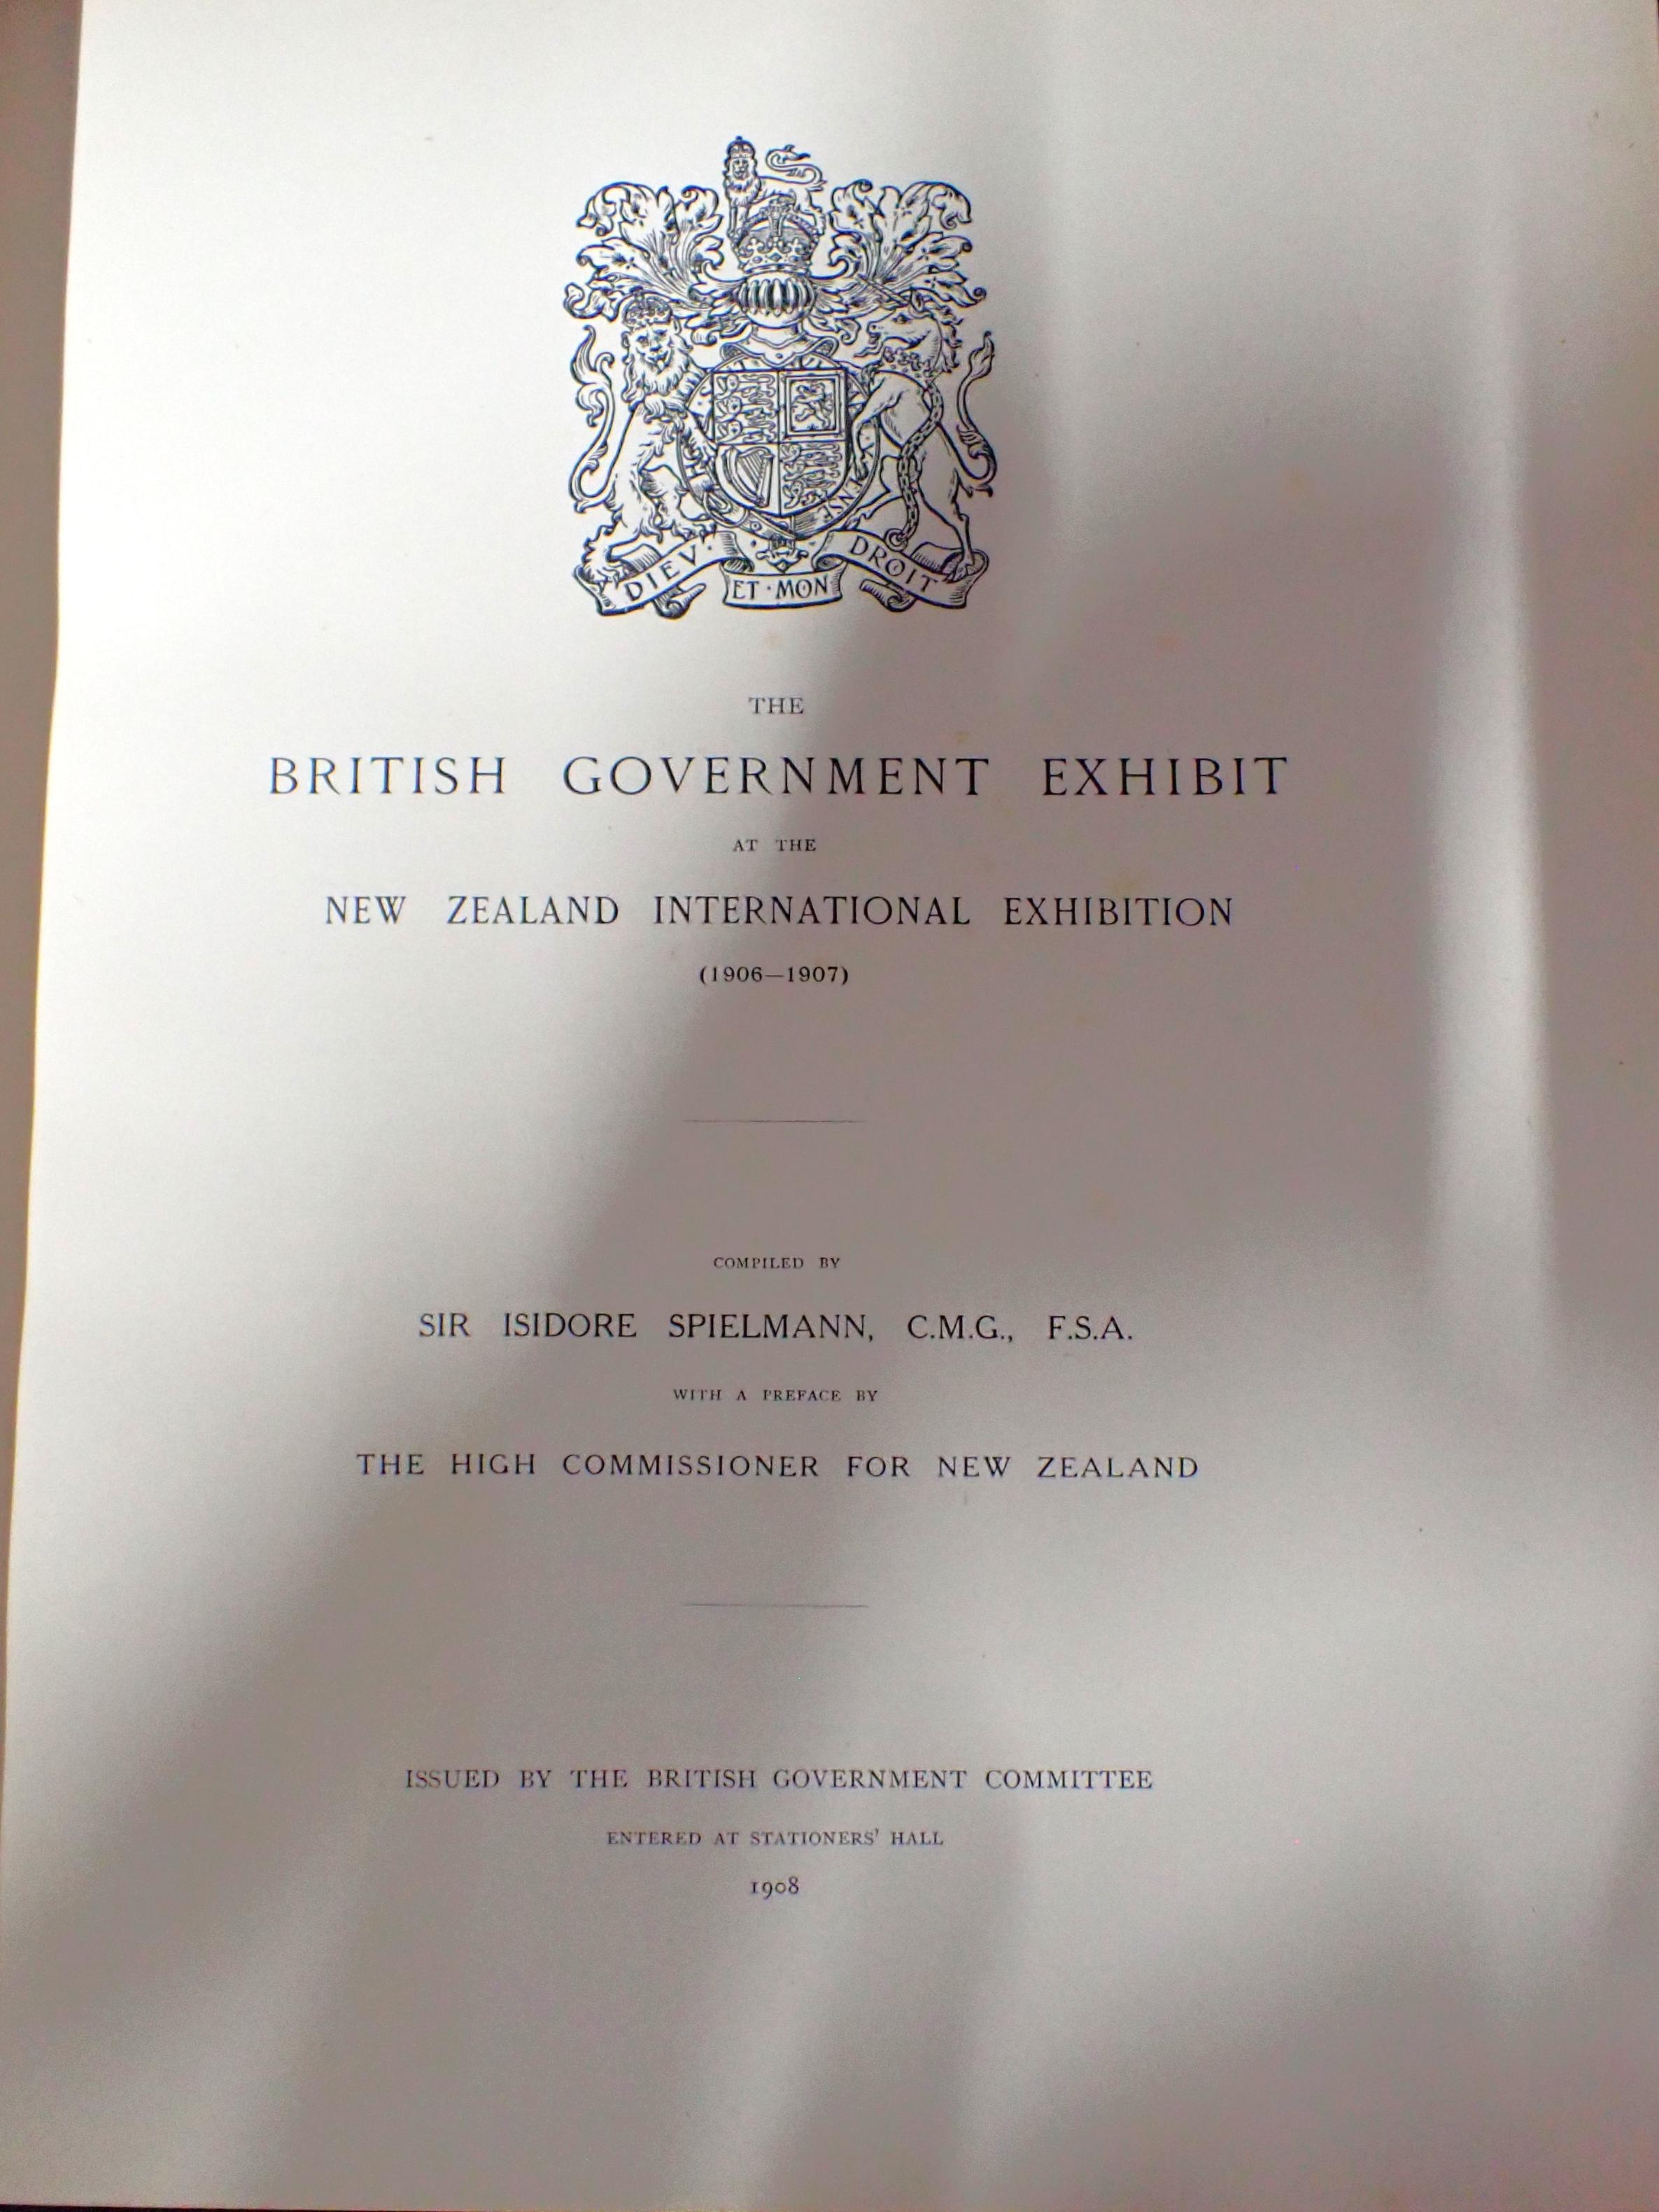 DIEV · ET · MON DROIT
THE
BRITISH GOVERNMENT EXHIBIT
AT THE
NEW ZEALAND INTERNATIONAL EXHIBITION
(1906—1907)
COMPILED BY
SIR ISIDORE SPIELMANN, C.M.G., F.S.A.
WITH A PREFACE BY
THE HIGH COMMISSIONER FOR NEW ZEALAND
ISSUED BY THE BRITISH GOVERNMENT COMMITTEE
ENTERED AT STATIONERS' HALL
1908